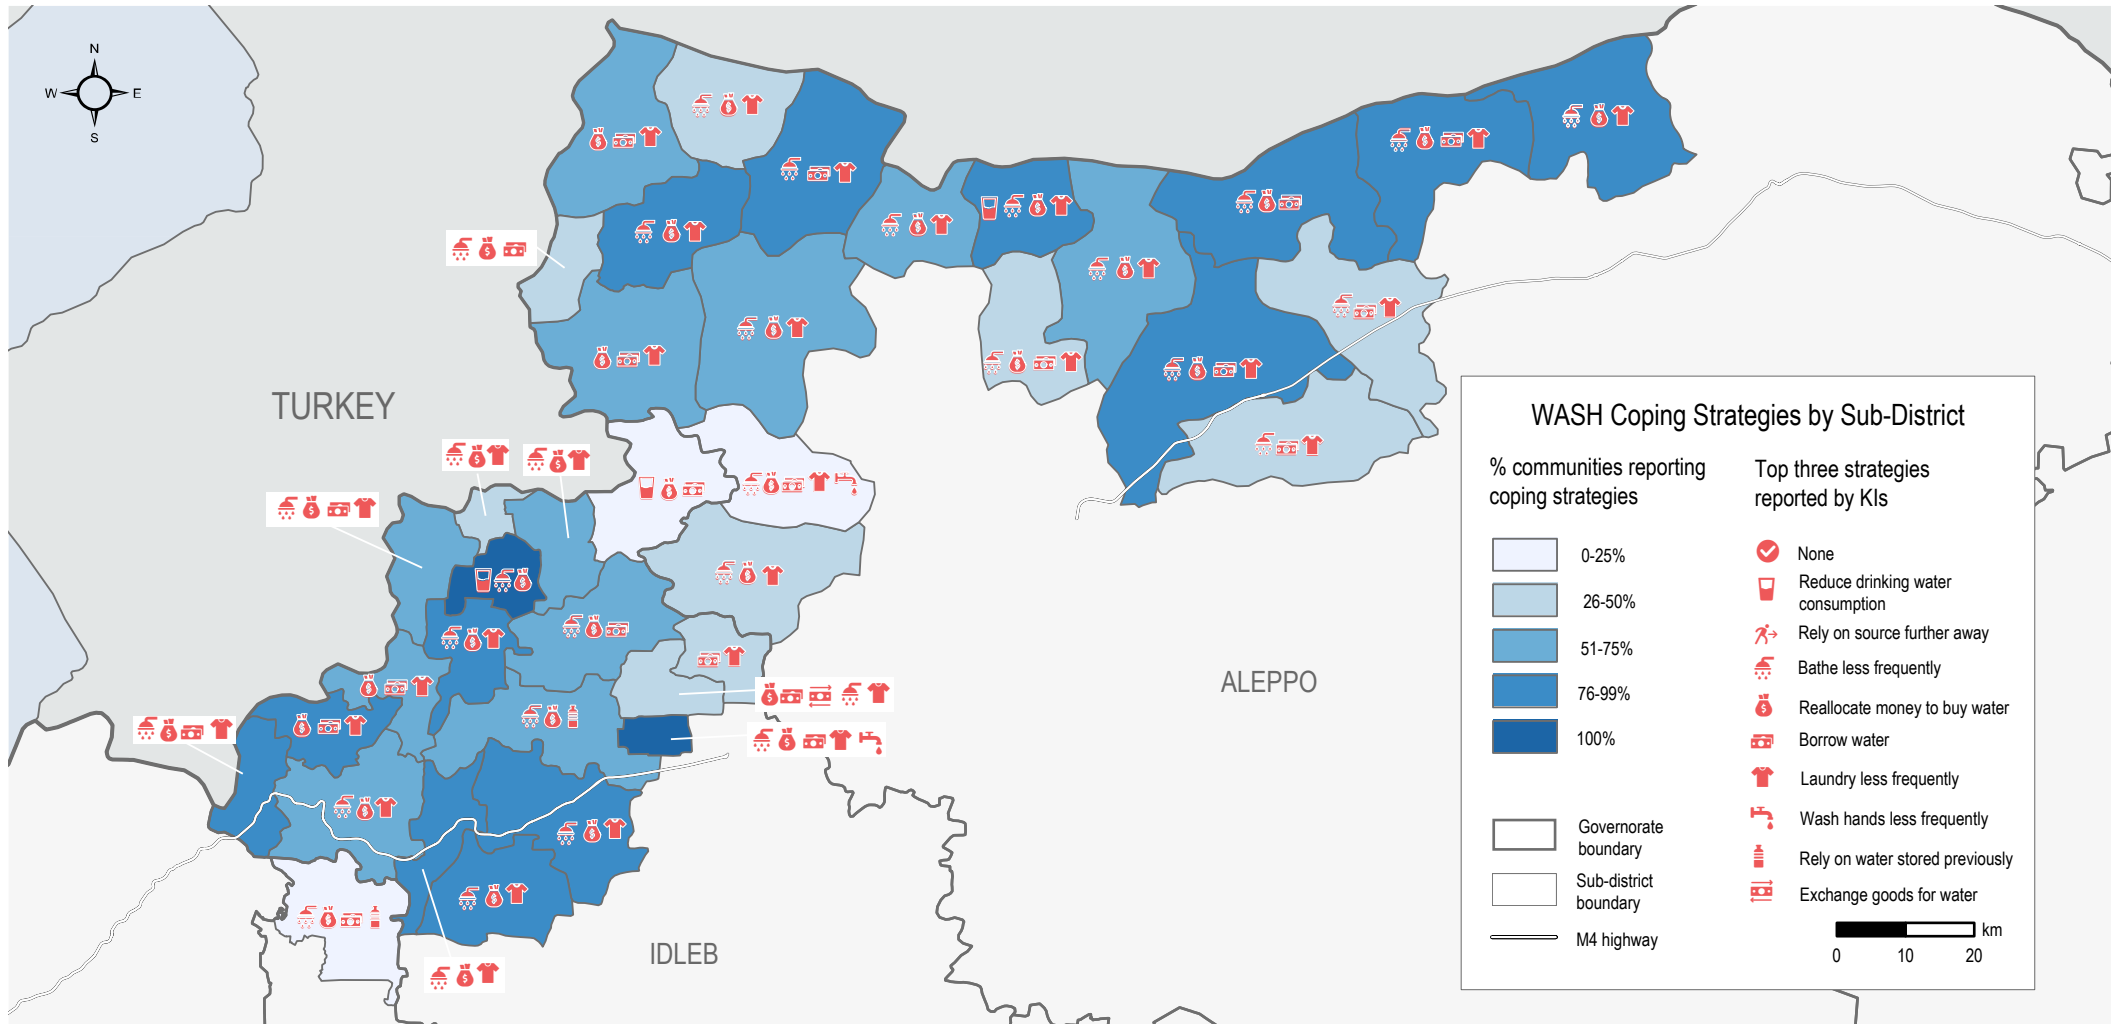 N
W
E
S
TURKEY
ALEPPO
IDLEB
WASH Coping Strategies by Sub-District
% communities reporting
coping strategies
0-25%
26-50%
51-75%
76-99%
100%
Governorate
boundary
Sub-district
boundary
M4 highway
Top three strategies
reported by KIs
None
Reduce drinking water
consumption
Rely on source further away
Bathe less frequently
Reallocate money to buy water
Borrow water
Laundry less frequently
Wash hands less frequently
Rely on water stored previously
Exchange goods for water
km
0 10 20